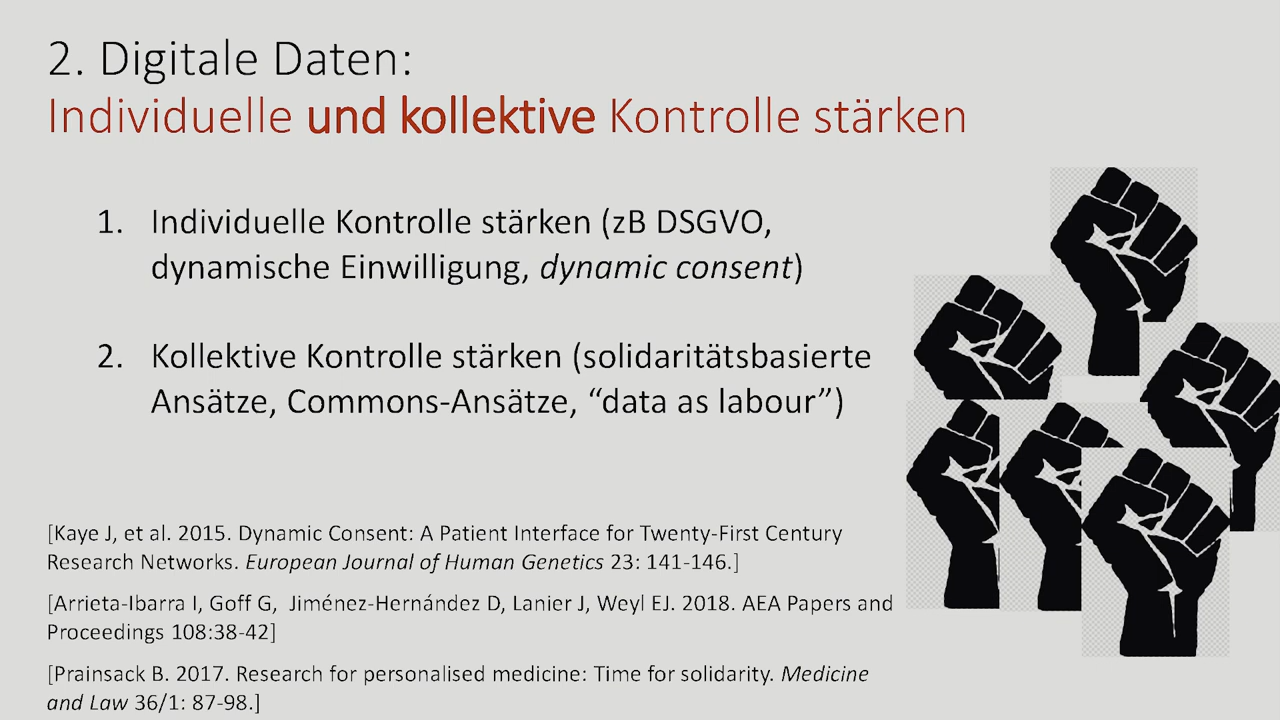 2. Digitale Daten:
Individuelle und kollektive Kontrolle stärken
1. Individuelle Kontrolle stärken (zB DSGVO,
dynamische Einwilligung, dynamic consent)
2. Kollektive Kontrolle stärken (solidaritätsbasierte
Ansätze, Commons-Ansätze, “data as labour”)
[Kaye J, et al. 2015. Dynamic Consent: A Patient Interface for Twenty-First Century
Research Networks. European Journal of Human Genetics 23: 141-146.]
[Arrieta-Ibarra I, Goff G, Jiménez-Hernández D, Lanier J, Weyl EJ. 2018. AEA Papers and
Proceedings 108:38-42]
[Prainsack B. 2017. Research for personalised medicine: Time for solidarity. Medicine
and Law 36/1: 87-98.]